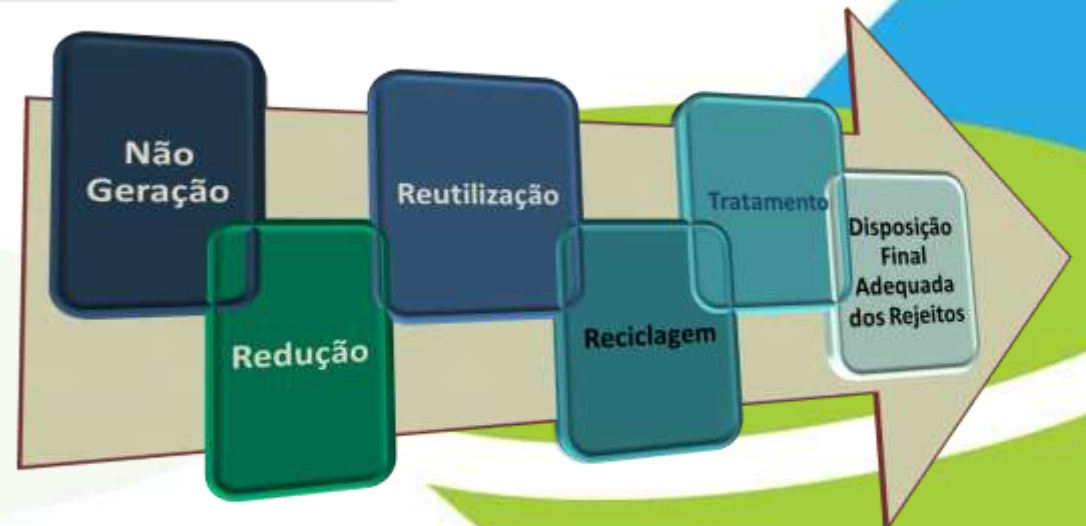 Não
Geração
Redução
Reutilização
Reciclagem
Tratamento
Disposição
Final
Adequada
dos Rejeitos